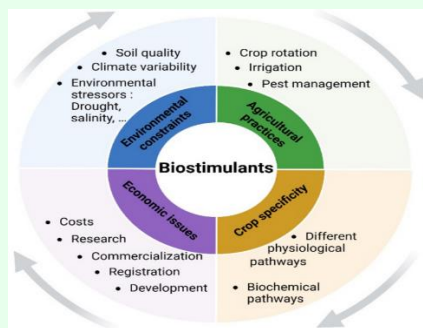 • Soil quality
• Climate variability
• Environmental
stressors :
Drought,
salinity, ...
• Crop rotation
• Irrigation
• Pest management
Environmental
constraints
Agricultural
practices
Biostimulants
Economic issues
Crop specificity
• Costs
• Research
• Commercialization
• Registration
• Development
• Different
physiological
pathways
• Biochemical
pathways